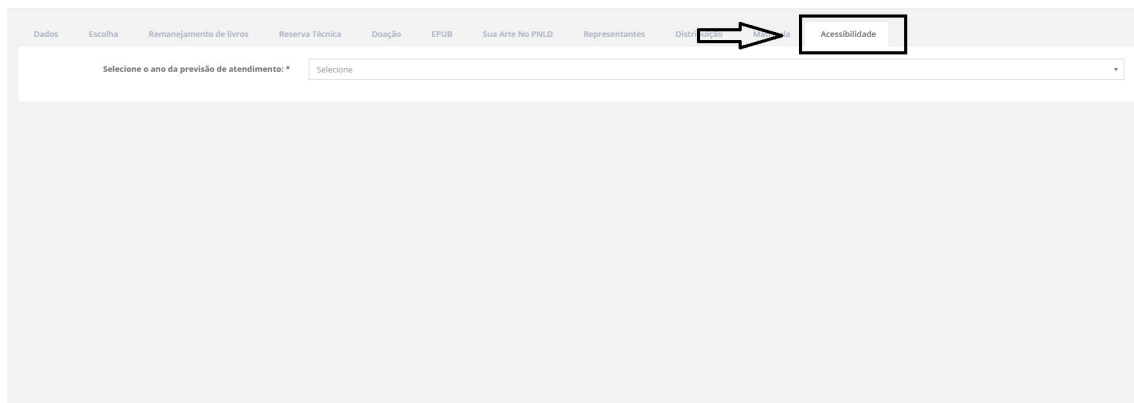 Dados Escolha Remanejamento de livros Reserva Técnica Doação EPUB Sua Arte No PNLD Representantes Distribuição Acessibilidade
Selecione o ano da previsão de atendimento: * Selecione